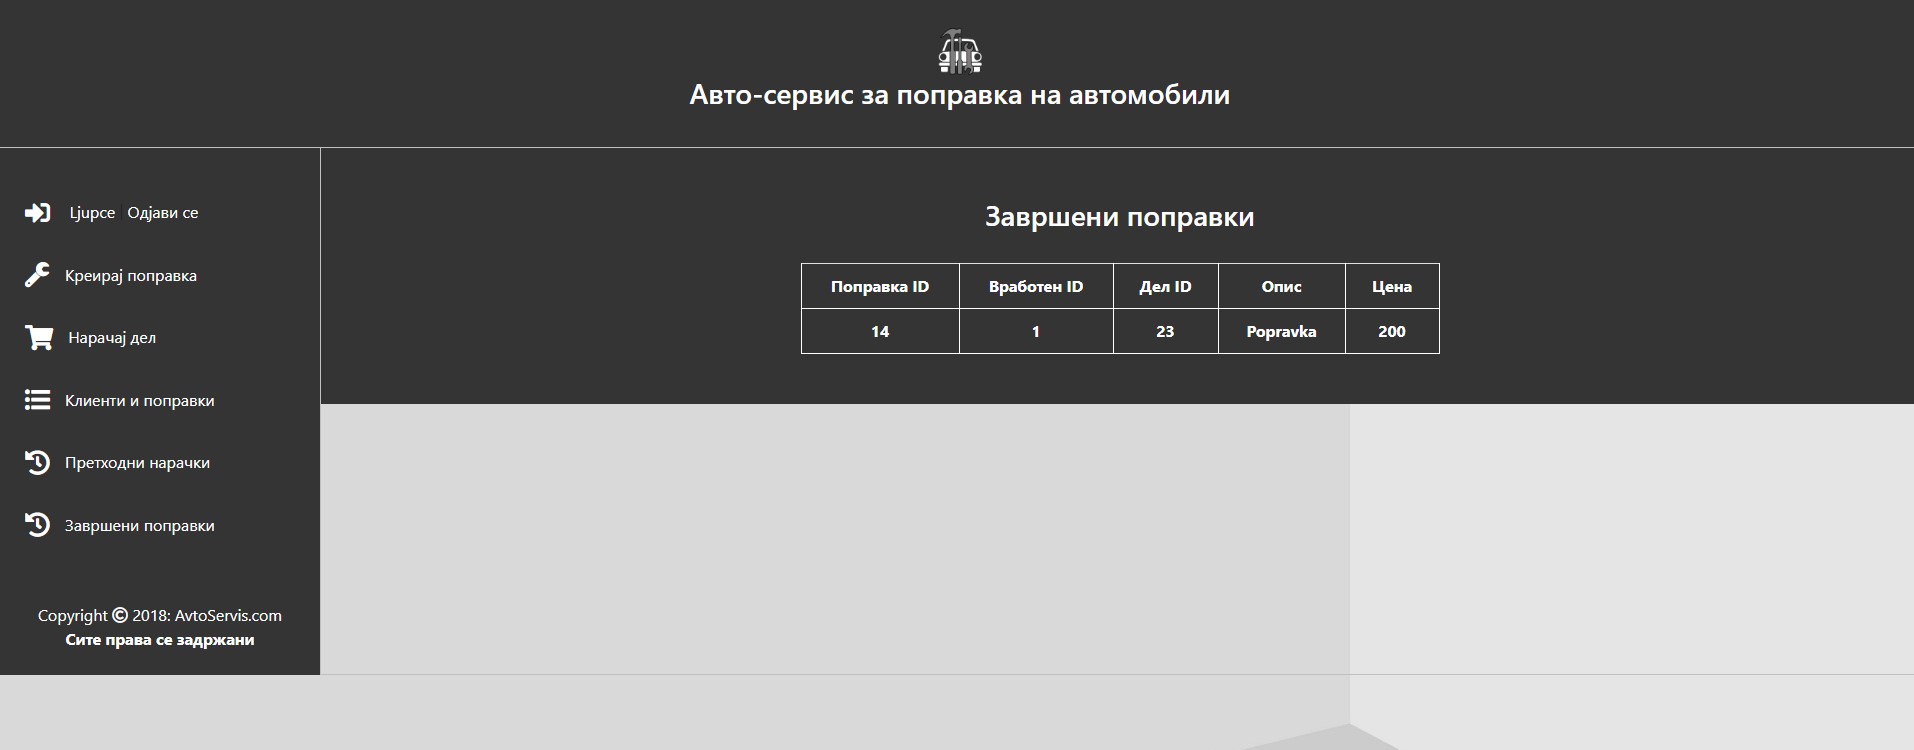 Авто-сервис за поправка на автомобили
Ljupce | Одјави се
Креирај поправка
Нарачај дел
Клиенти и поправки
Претходни нарачки
Завршени поправки
Copyright © 2018: AvtoServis.com
Сите права се задржани
Завршени поправки
Поправка ID Вработен ID Дел ID Опис Цена
14 1 23 Popravka 200